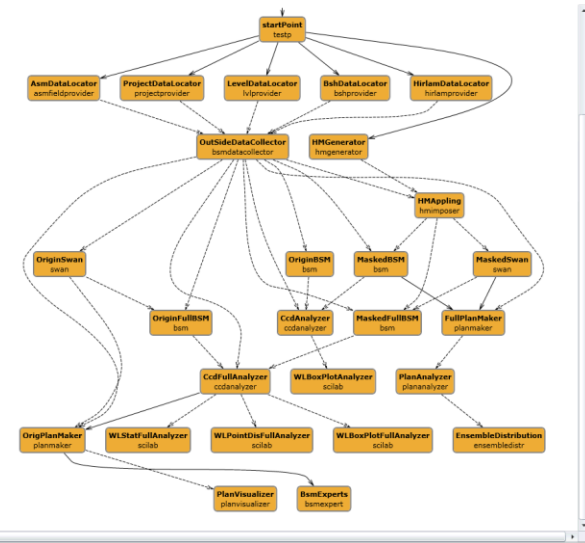 startPoint
testp
AsmDataLocator
asmfieldprovider
ProjectDataLocator
projectprovider
LevelDataLocator
lvlprovider
BshDataLocator
bshprovider
HirlamDataLocator
hirlamprovider
OutSideDataCollector
bsmdatacollector
HMGenerator
hmgenerator
HMAppling
hmimposer
OriginSwan
swan
OriginBSM
bsm
MaskedBSM
bsm
MaskedSwan
swan
OriginFullBSM
bsm
CcdAnalyzer
ccdanalyzer
MaskedFullBSM
bsm
FullPlanMaker
planmaker
CcdFullAnalyzer
ccdanalyzer
WLBoxPlotAnalyzer
scilab
PlanAnalyzer
plananalyzer
OrigPlanMaker
planmaker
WLStatFullAnalyzer
scilab
WLPointDisFullAnalyzer
scilab
WLBoxPlotFullAnalyzer
scilab
EnsembleDistribution
ensembledistr
PlanVisualizer
planvisualizer
BsmExperts
bsmexpert